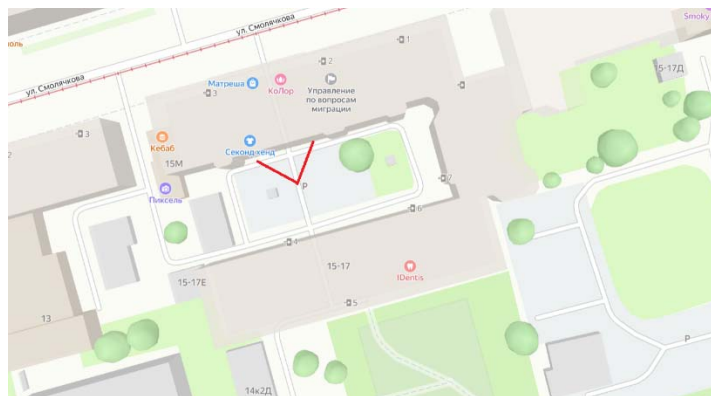 ул. Смолячкова
Smoky
ул. Смолячкова
1
2
15-17Д
Матрешка
КоЛор
Управление
по вопросам
миграции
3
3
Кебаб
15М
Секонд-хенд
Пиксель
P
7
6
4
15-17
IDentis
15-17Е
5
13
P
14к2Д